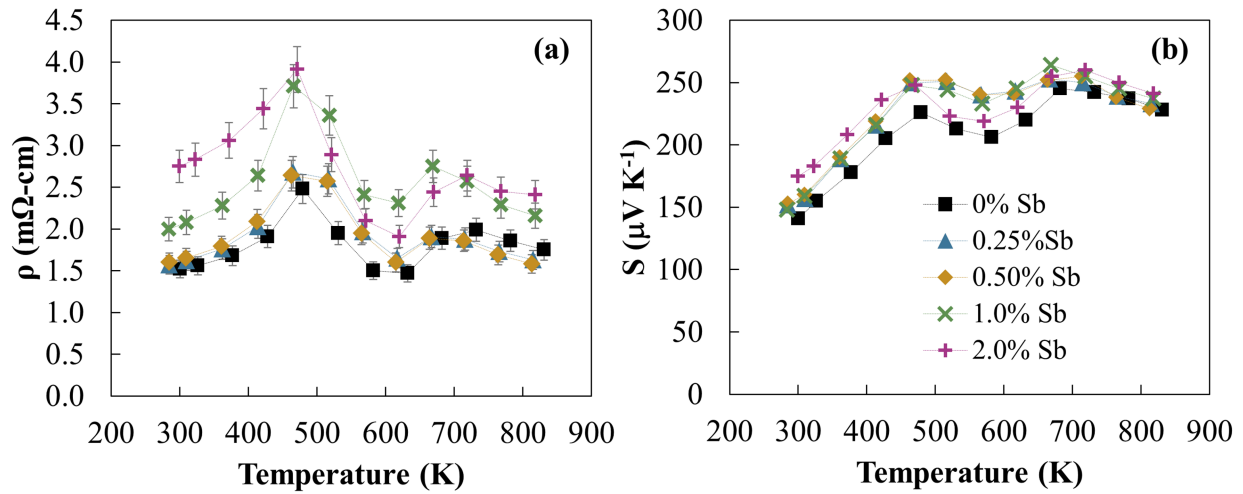 4.5
4.0
3.5
3.0
2.5
2.0
1.5
1.0
0.5
0.0
ρ (mΩ-cm)
(a)
200 300 400 500 600 700 800 900
Temperature (K)
300
250
200
150
100
50
0
S (μV K⁻¹)
(b)
0% Sb
0.25%Sb
0.50% Sb
1.0% Sb
2.0% Sb
200 300 400 500 600 700 800 900
Temperature (K)